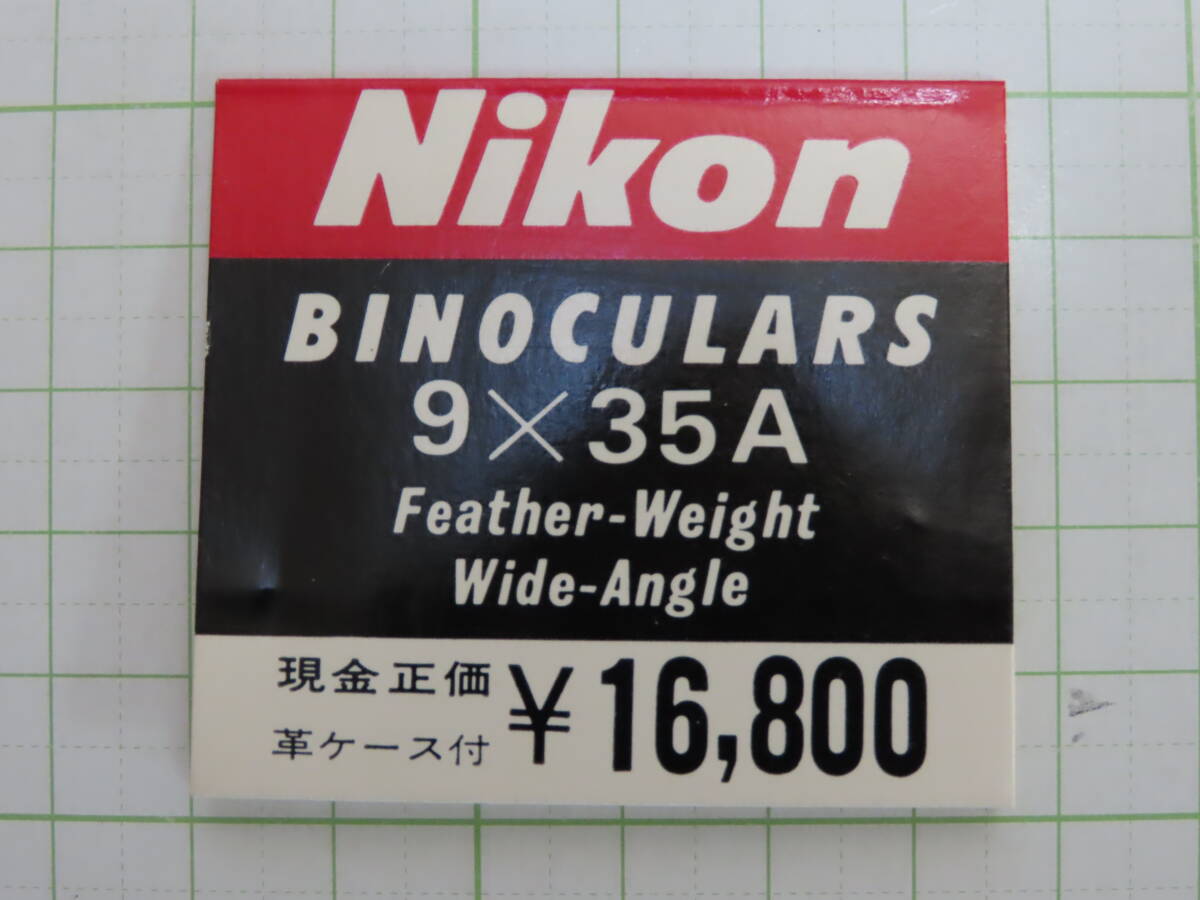 Nikon
BINOCULARS
9×35A
Feather-Weight
Wide-Angle
現金正価 ¥16,800
革ケース付